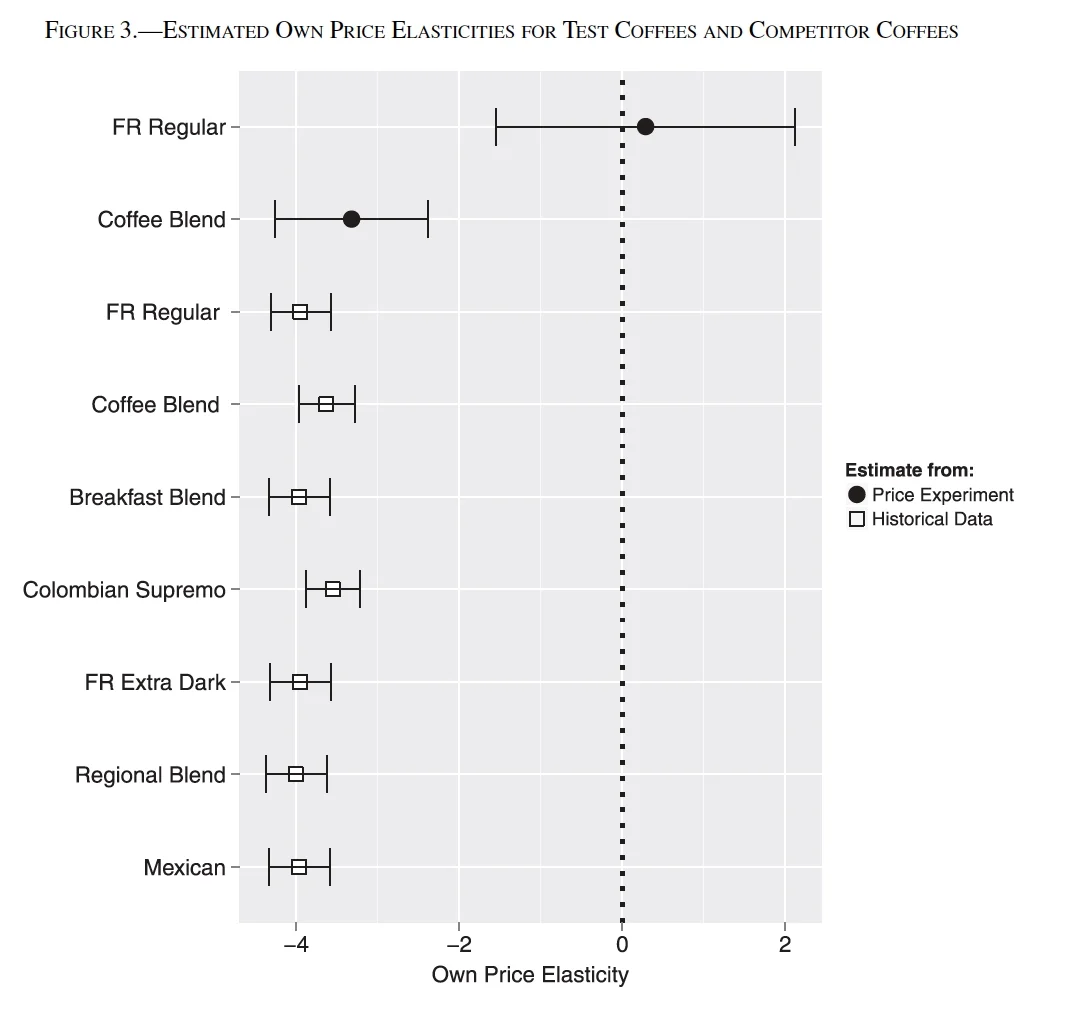 FIGURE 3.—ESTIMATED OWN PRICE ELASTICITIES FOR TEST COFFEES AND COMPETITOR COFFEES
FR Regular
Coffee Blend
FR Regular
Coffee Blend
Breakfast Blend
Colombian Supremo
FR Extra Dark
Regional Blend
Mexican
Estimate from:
Price Experiment
Historical Data
−4 −2 0 2
Own Price Elasticity